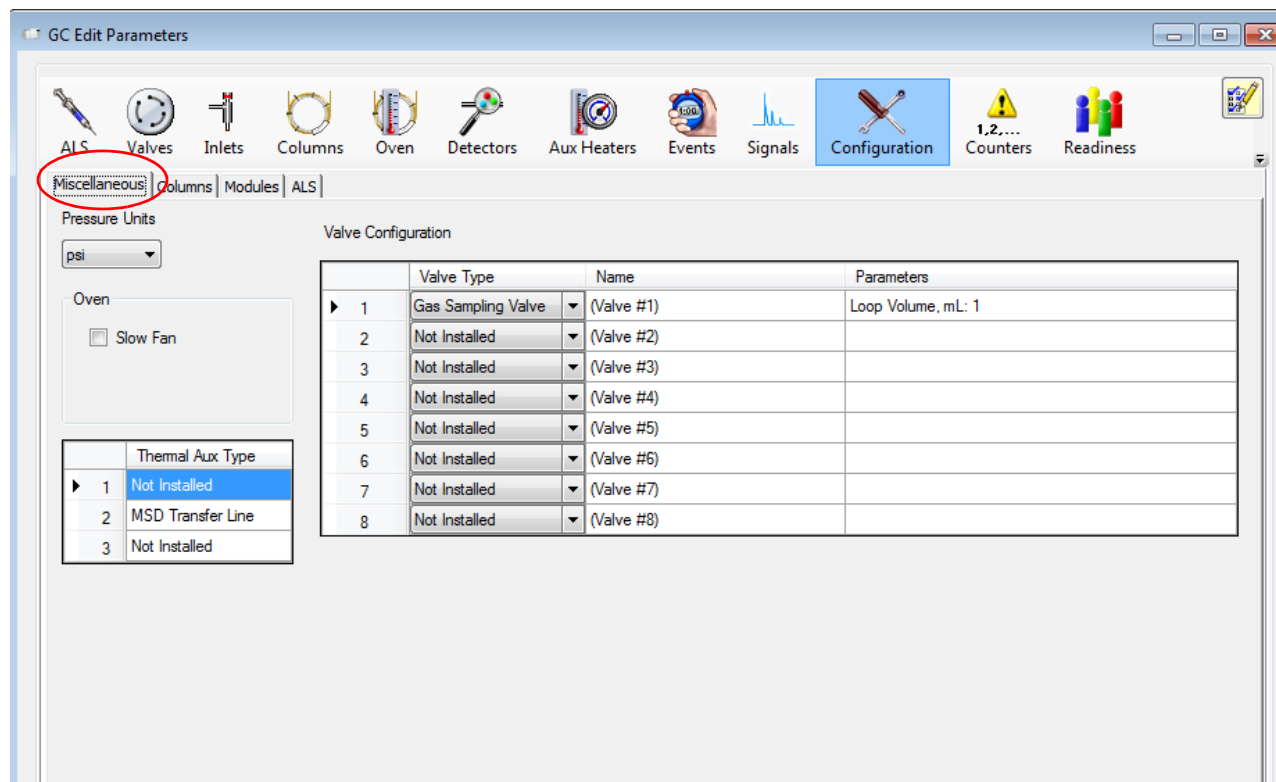 GC Edit Parameters
1:00
1,2,...
ALS Valves Inlets Columns Oven Detectors Aux Heaters Events Signals Configuration Counters Readiness
Miscellaneous Columns Modules ALS
Pressure Units
psi
Oven
Slow Fan
Thermal Aux Type
1 Not Installed
2 MSD Transfer Line
3 Not Installed
Valve Configuration
Valve Type Name Parameters
1 Gas Sampling Valve (Valve #1) Loop Volume, mL: 1
2 Not Installed (Valve #2)
3 Not Installed (Valve #3)
4 Not Installed (Valve #4)
5 Not Installed (Valve #5)
6 Not Installed (Valve #6)
7 Not Installed (Valve #7)
8 Not Installed (Valve #8)